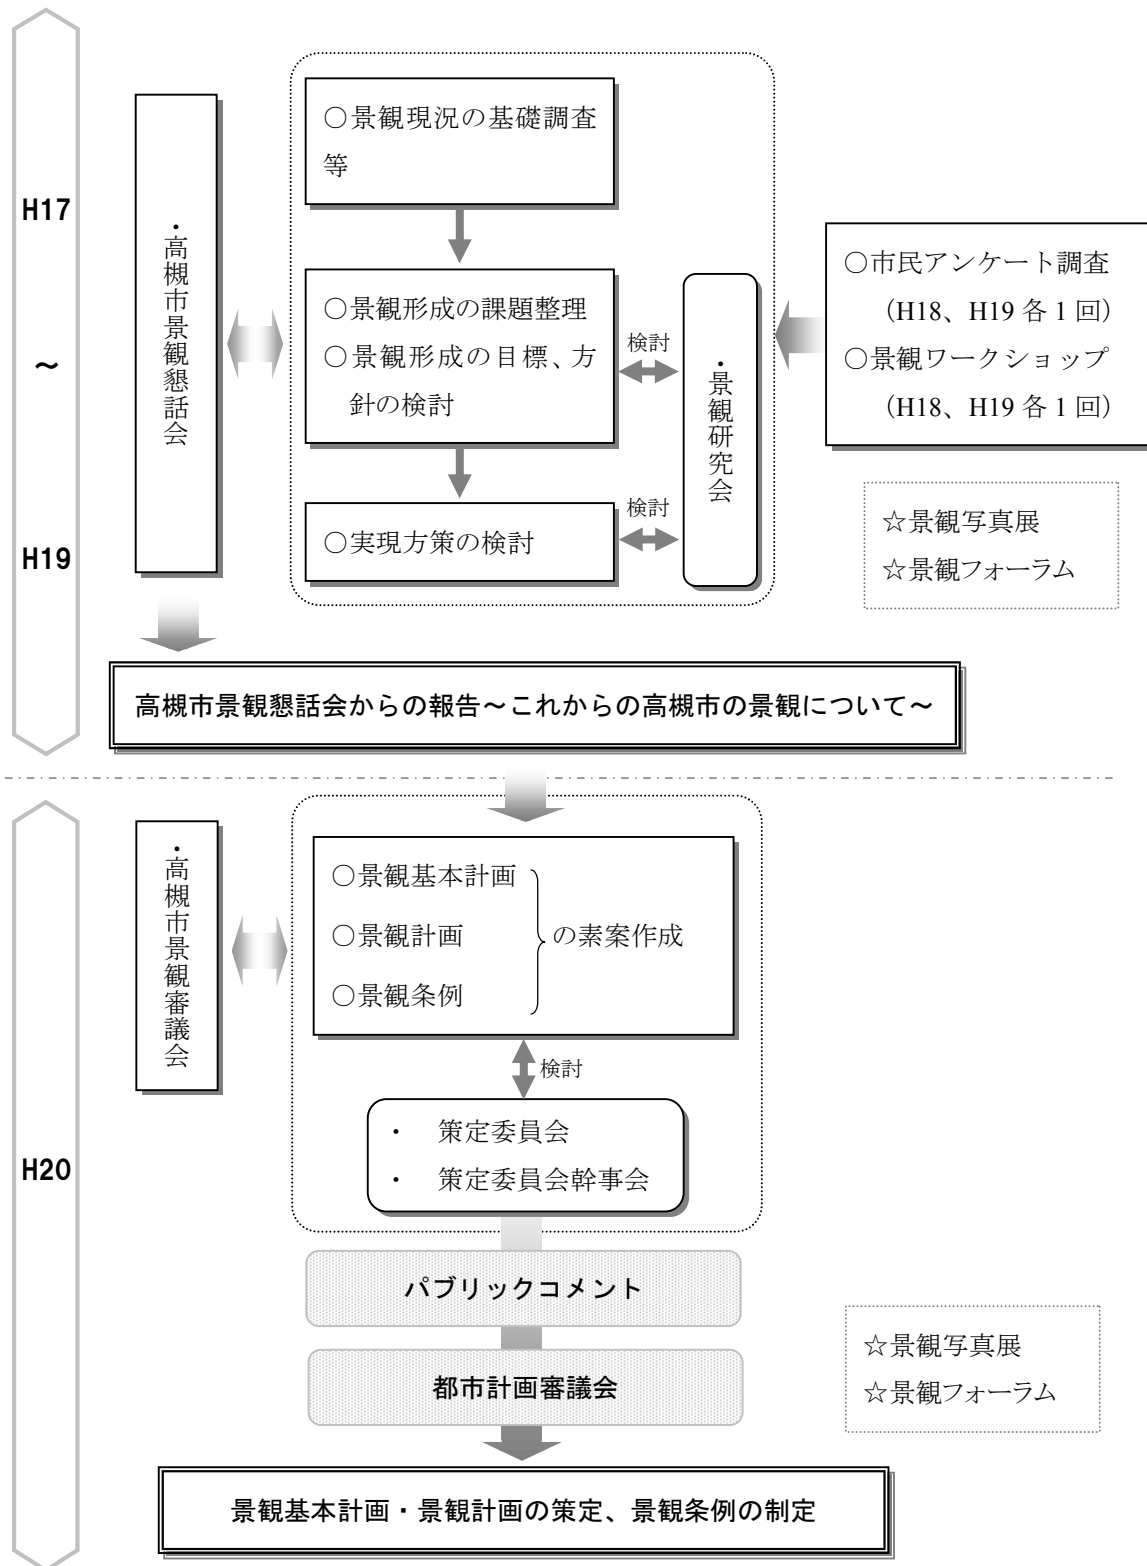 H17
～
H19
・高槻市景観懇話会
○景観現況の基礎調査
等
○景観形成の課題整理
○景観形成の目標、方
針の検討
○実現方策の検討
検討
検討
・景観研究会
○市民アンケート調査
（H18、H19 各 1 回）
○景観ワークショップ
（H18、H19 各 1 回）
☆景観写真展
☆景観フォーラム
高槻市景観懇話会からの報告～これからの高槻市の景観について～
H20
・高槻市景観審議会
○景観基本計画
○景観計画
○景観条例
の素案作成
検討
・ 策定委員会
・ 策定委員会幹事会
パブリックコメント
都市計画審議会
☆景観写真展
☆景観フォーラム
景観基本計画・景観計画の策定、景観条例の制定